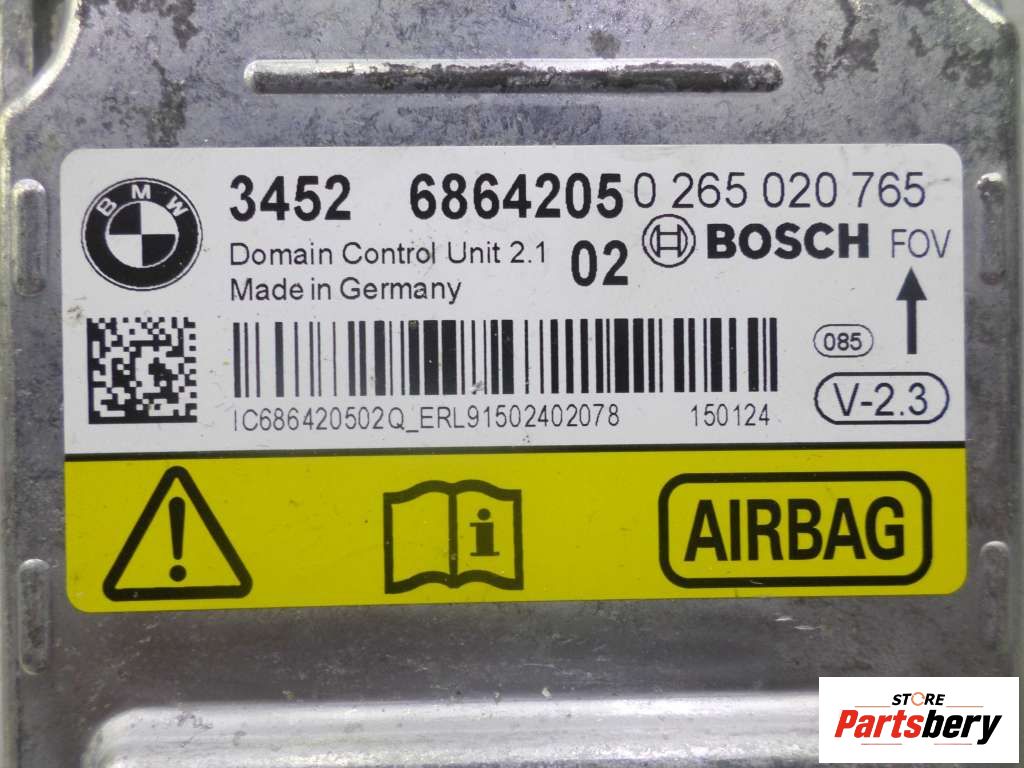 BMW
3452 6864205 0 265 020 765
Domain Control Unit 2.1 02 BOSCH FOV
Made in Germany
085
V-2.3
IC686420502Q_ERL91502402078 150124
i
AIRBAG
STORE
Partsbery